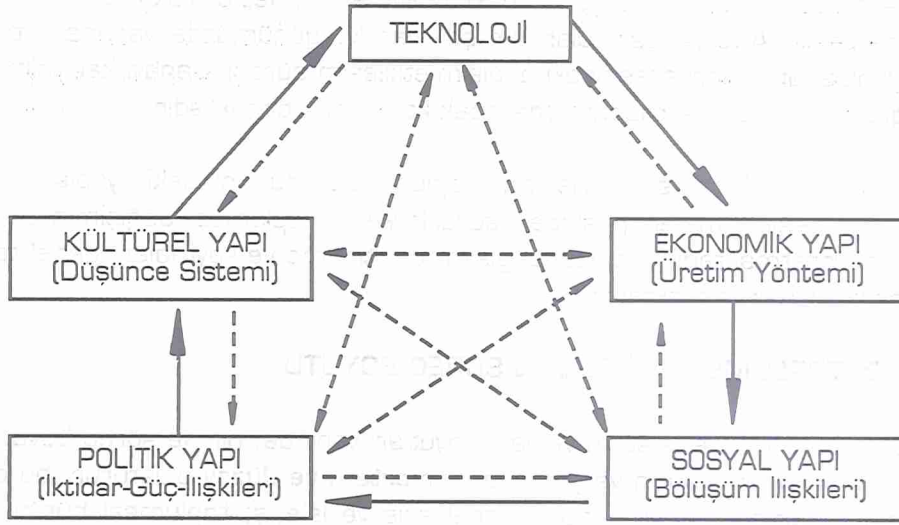 TEKNOLOJİ
KÜLTÜREL YAPI
(Düşünce Sistemi)
EKONOMİK YAPI
(Üretim Yöntemi)
POLİTİK YAPI
(İktidar-Güç-İlişkileri)
SOSYAL YAPI
(Bölüşüm İlişkileri)